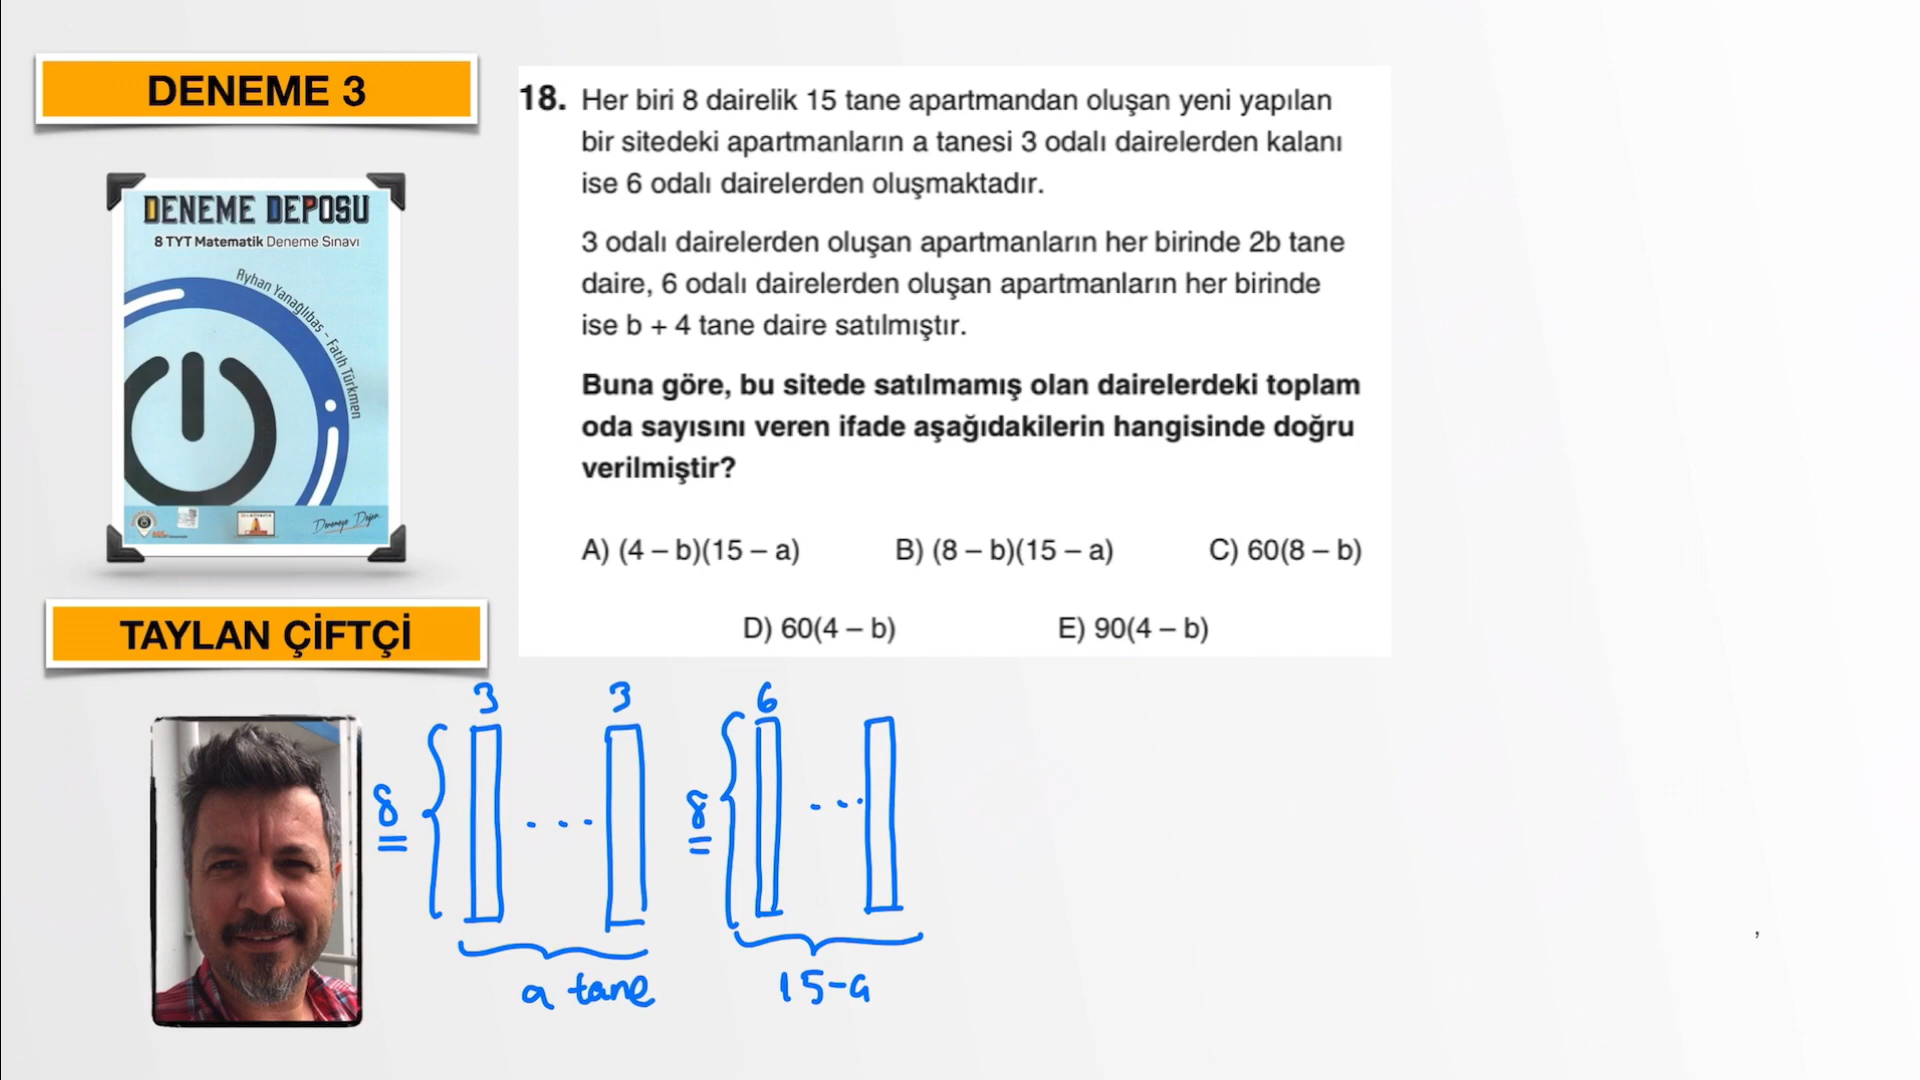 DENEME 3
DENEME DEPOSU
8 TYT Matematik Deneme Sınavı
Ayhan Yanağlıbaş - Fatih Türkmen
Denemeye Değer
TAYLAN ÇİFTÇİ
18. Her biri 8 dairelik 15 tane apartmandan oluşan yeni yapılan
bir sitedeki apartmanların a tanesi 3 odalı dairelerden kalanı
ise 6 odalı dairelerden oluşmaktadır.
3 odalı dairelerden oluşan apartmanların her birinde 2b tane
daire, 6 odalı dairelerden oluşan apartmanların her birinde
ise b + 4 tane daire satılmıştır.
Buna göre, bu sitede satılmamış olan dairelerdeki toplam
oda sayısını veren ifade aşağıdakilerin hangisinde doğru
verilmiştir?
A) (4 – b)(15 – a) B) (8 – b)(15 – a) C) 60(8 – b)
D) 60(4 – b) E) 90(4 – b)
3 3 6
8 ... 8 ...
a tane 15-a
,